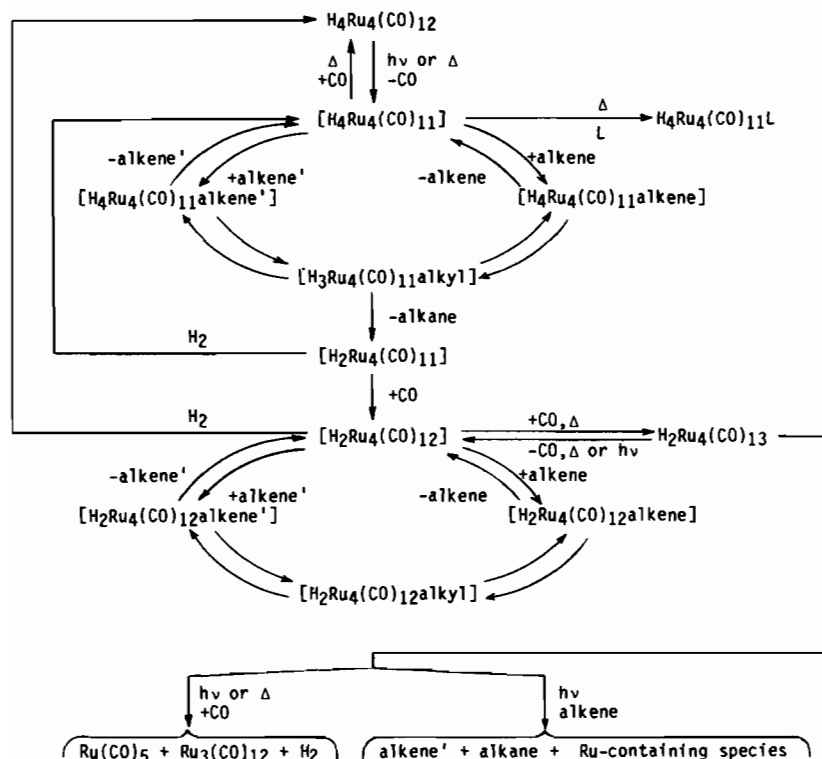 H4Ru4(CO)12
Δ
+CO
hν or Δ
-CO
[H4Ru4(CO)11]
Δ
L
H4Ru4(CO)11L
-alkene'
+alkene'
-alkene
+alkene
[H4Ru4(CO)11alkene']
[H4Ru4(CO)11alkene]
[H3Ru4(CO)11alkyl]
-alkane
H2
[H2Ru4(CO)11]
+CO
H2
[H2Ru4(CO)12]
+CO,Δ
-CO,Δ or hν
H2Ru4(CO)13
-alkene'
+alkene'
-alkene
+alkene
[H2Ru4(CO)12alkene']
[H2Ru4(CO)12alkene]
[H2Ru4(CO)12alkyl]
hν or Δ
+CO
hν
alkene
Ru(CO)5 + Ru3(CO)12 + H2
alkene' + alkane + Ru-containing species